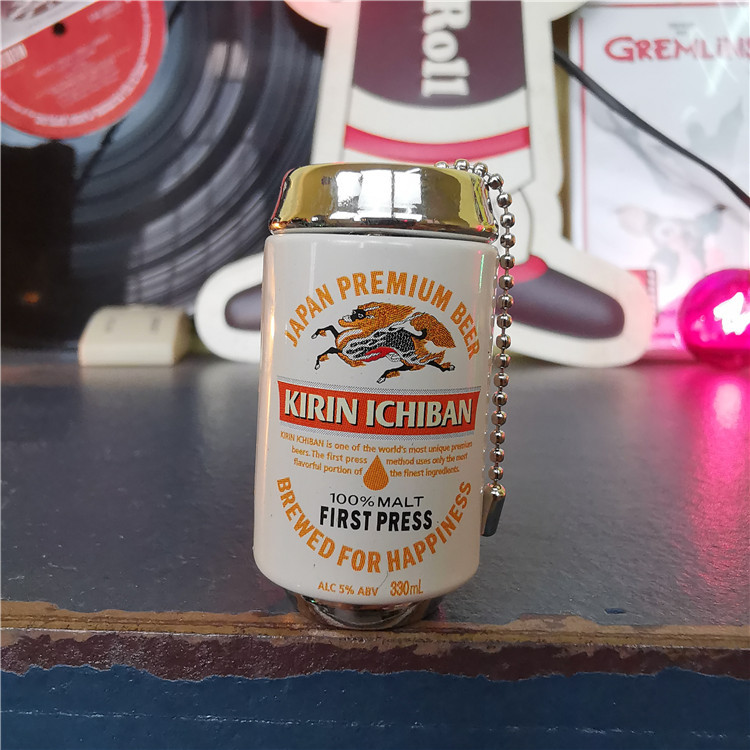 Roll
GREMLINS
JAPAN PREMIUM BEER
KIRIN ICHIBAN
KIRIN ICHIBAN is one of the world's most unique premium
beers. The first press method uses only the most
flavorful portion of the finest ingredients.
100% MALT
FIRST PRESS
BREWED FOR HAPPINESS
ALC 5% ABV 330mL